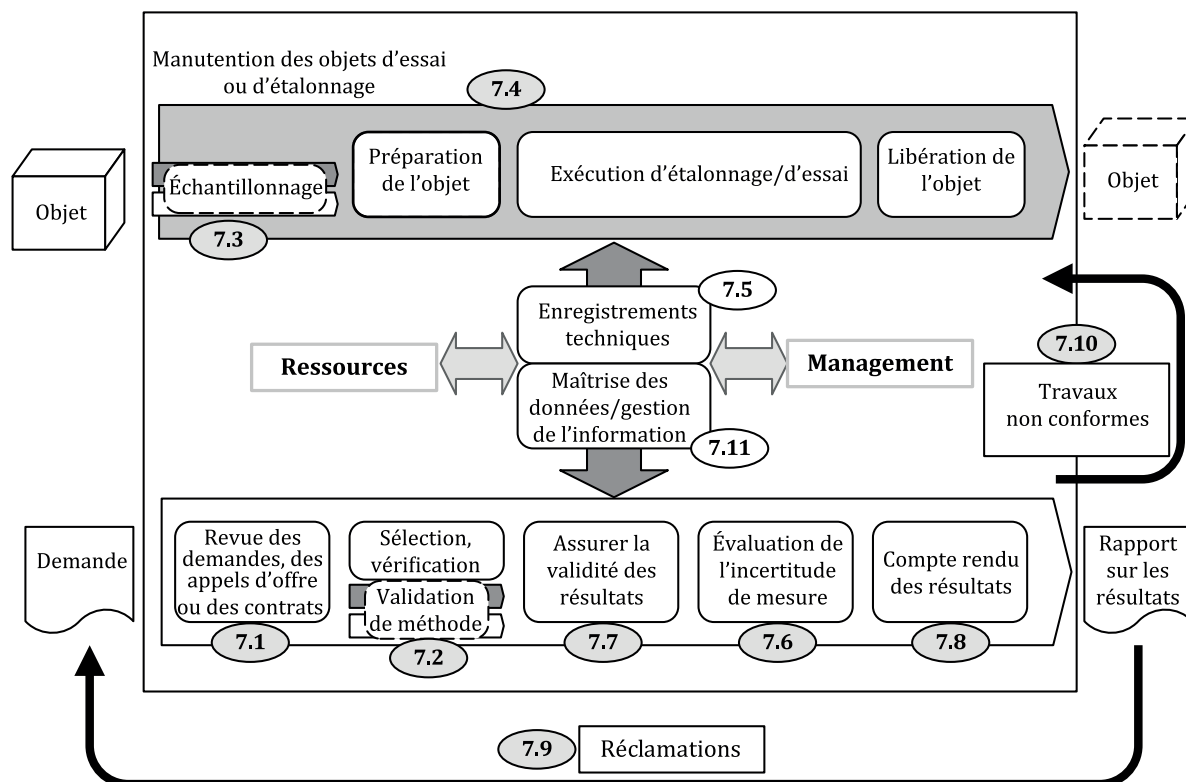 Manutention des objets d'essai
ou d'étalonnage
7.4
Objet
Échantillonnage
7.3
Préparation
de l'objet
Exécution d'étalonnage/d'essai
Libération de
l'objet
Objet
7.5
Enregistrements
techniques
Ressources
Management
Maîtrise des
données/gestion
de l'information
7.11
7.10
Travaux
non conformes
Demande
Revue des
demandes, des
appels d'offre
ou des contrats
7.1
Sélection,
vérification
Validation
de méthode
7.2
Assurer la
validité des
résultats
7.7
Évaluation de
l'incertitude
de mesure
7.6
Compte rendu
des résultats
7.8
Rapport
sur les
résultats
7.9
Réclamations